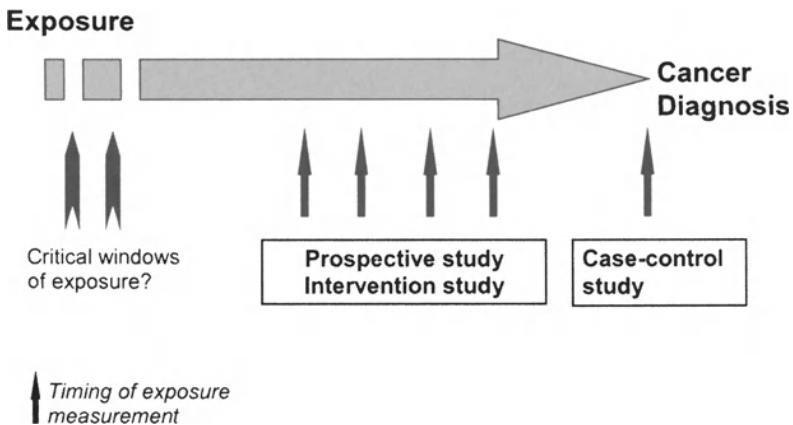 Exposure
Cancer
Diagnosis
Critical windows
of exposure?
Prospective study
Intervention study
Case-control
study
Timing of exposure
measurement